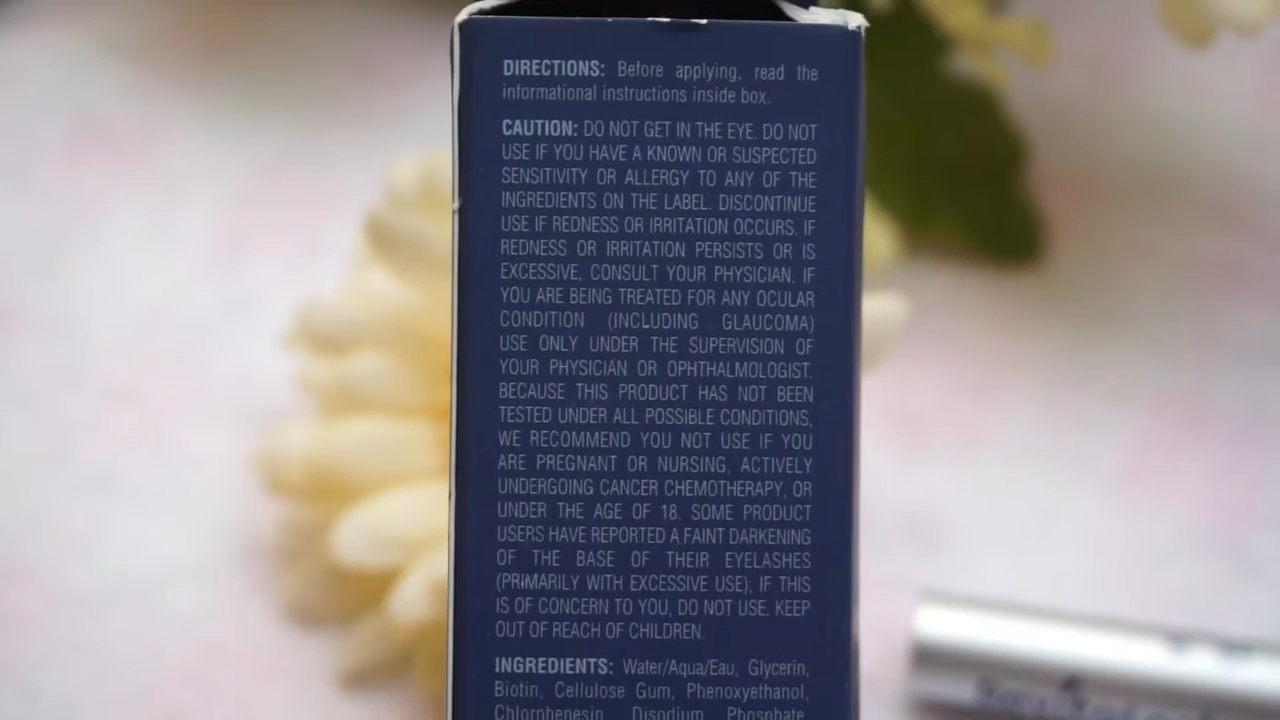 DIRECTIONS: Before applying, read the
informational instructions inside box.
CAUTION: DO NOT GET IN THE EYE. DO NOT
USE IF YOU HAVE A KNOWN OR SUSPECTED
SENSITIVITY OR ALLERGY TO ANY OF THE
INGREDIENTS ON THE LABEL. DISCONTINUE
USE IF REDNESS OR IRRITATION OCCURS. IF
REDNESS OR IRRITATION PERSISTS OR IS
EXCESSIVE, CONSULT YOUR PHYSICIAN. IF
YOU ARE BEING TREATED FOR ANY OCULAR
CONDITION (INCLUDING GLAUCOMA)
USE ONLY UNDER THE SUPERVISION OF
YOUR PHYSICIAN OR OPHTHALMOLOGIST.
BECAUSE THIS PRODUCT HAS NOT BEEN
TESTED UNDER ALL POSSIBLE CONDITIONS,
WE RECOMMEND YOU NOT USE IF YOU
ARE PREGNANT OR NURSING, ACTIVELY
UNDERGOING CANCER CHEMOTHERAPY, OR
UNDER THE AGE OF 18. SOME PRODUCT
USERS HAVE REPORTED A FAINT DARKENING
OF THE BASE OF THEIR EYELASHES
(PRIMARILY WITH EXCESSIVE USE); IF THIS
IS OF CONCERN TO YOU, DO NOT USE. KEEP
OUT OF REACH OF CHILDREN.
INGREDIENTS: Water/Aqua/Eau, Glycerin,
Biotin, Cellulose Gum, Phenoxyethanol,
Chlorphenesin, Disodium Phosphate,